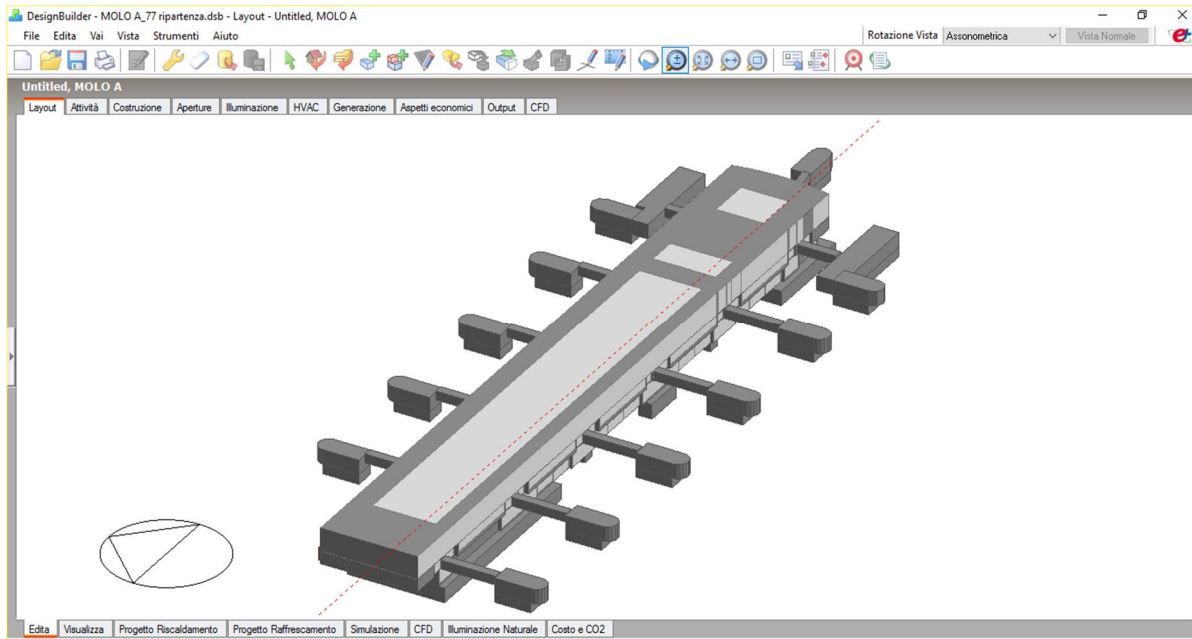 DesignBuilder - MOLO A_77 ripartenza.dsb - Layout - Untitled, MOLO A
File Edita Vai Vista Strumenti Aiuto
Rotazione Vista Assonometrica Vista Normale
Untitled, MOLO A
Layout Attività Costruzione Aperture Illuminazione HVAC Generazione Aspetti economici Output CFD
Edita Visualizza Progetto Riscaldamento Progetto Raffrescamento Simulazione CFD Illuminazione Naturale Costo e CO2